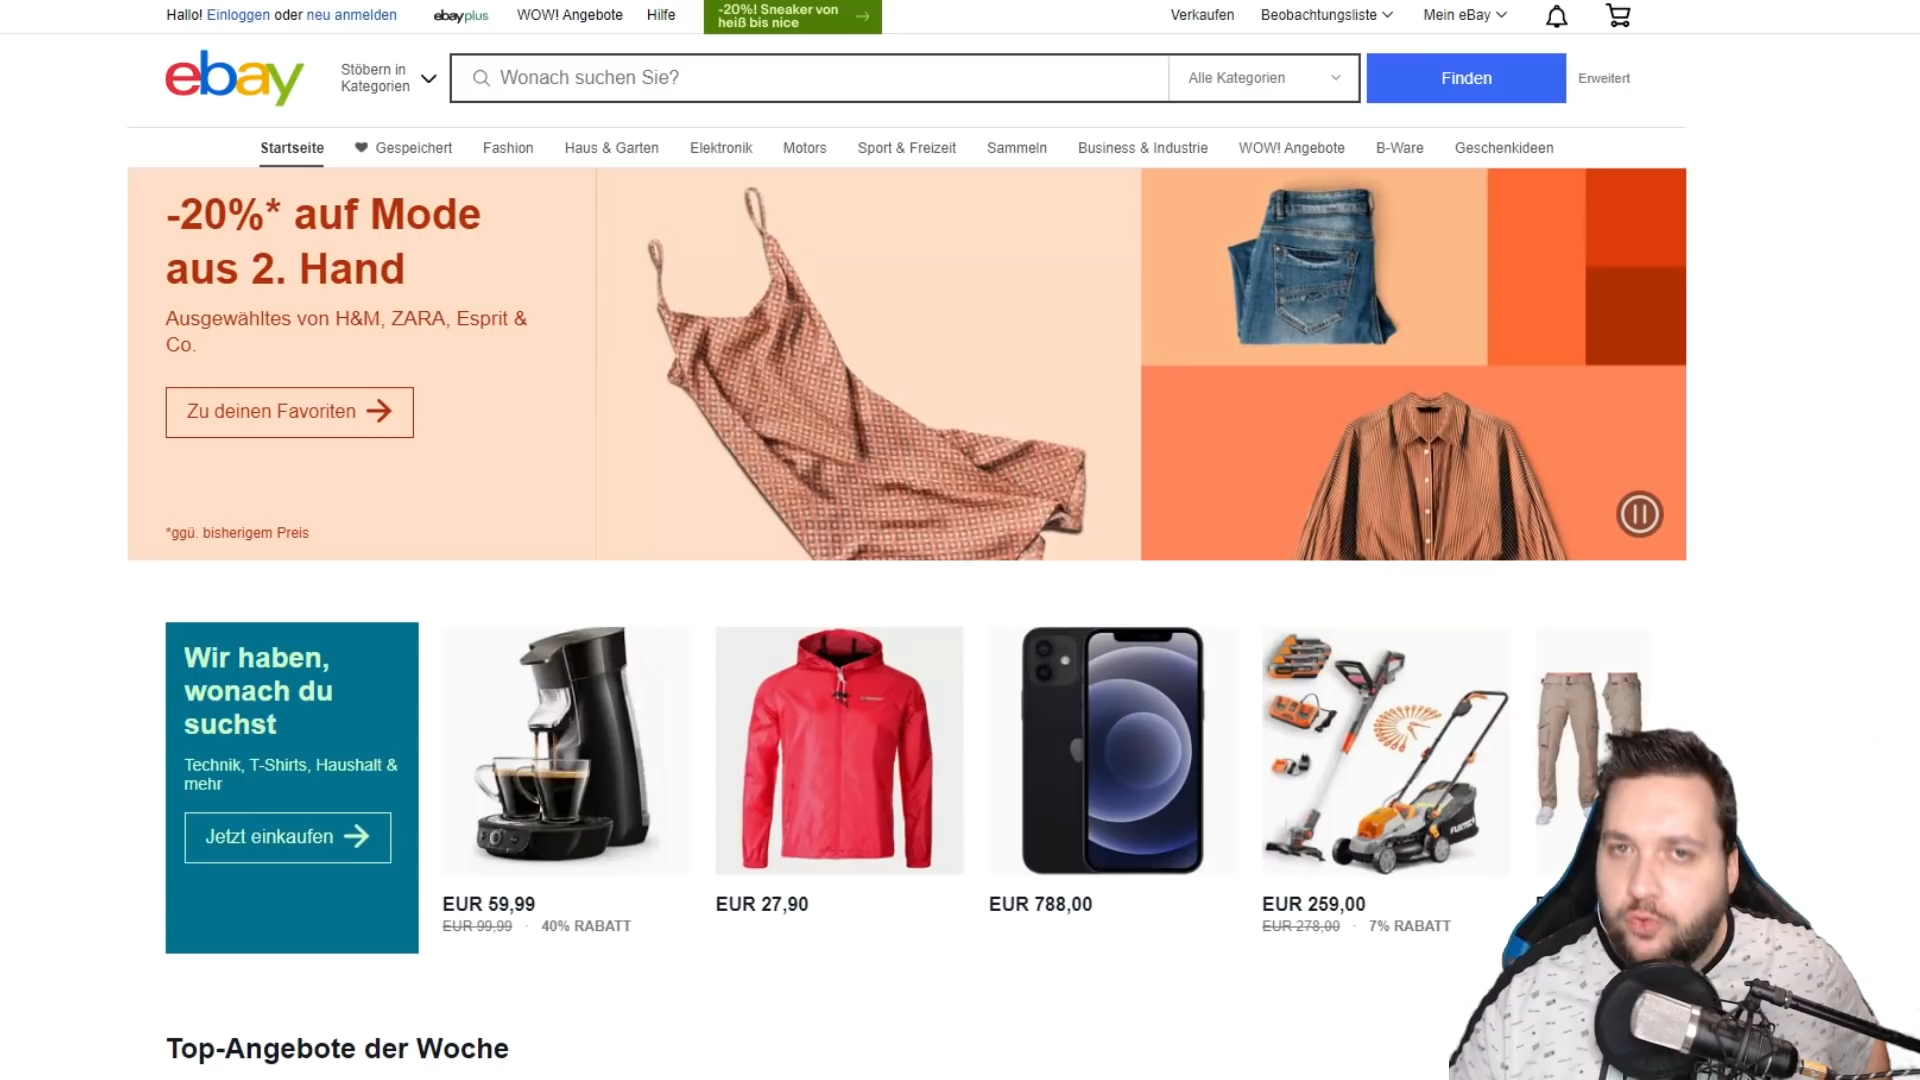 Hallo! Einloggen oder neu anmelden
ebayplus
WOW! Angebote
Hilfe
-20%! Sneaker von
heiß bis nice
Verkaufen
Beobachtungsliste
Mein eBay
ebay
Stöbern in
Kategorien
Wonach suchen Sie?
Alle Kategorien
Finden
Erweitert
Startseite
Gespeichert
Fashion
Haus & Garten
Elektronik
Motors
Sport & Freizeit
Sammeln
Business & Industrie
WOW! Angebote
B-Ware
Geschenkideen
-20%* auf Mode
aus 2. Hand
Ausgewähltes von H&M, ZARA, Esprit &
Co.
Zu deinen Favoriten
*ggü. bisherigem Preis
Wir haben,
wonach du
suchst
Technik, T-Shirts, Haushalt &
mehr
Jetzt einkaufen
EUR 59,99
EUR 99,99 · 40% RABATT
EUR 27,90
EUR 788,00
FUXTEC
EUR 259,00
EUR 278,00 · 7% RABATT
Top-Angebote der Woche